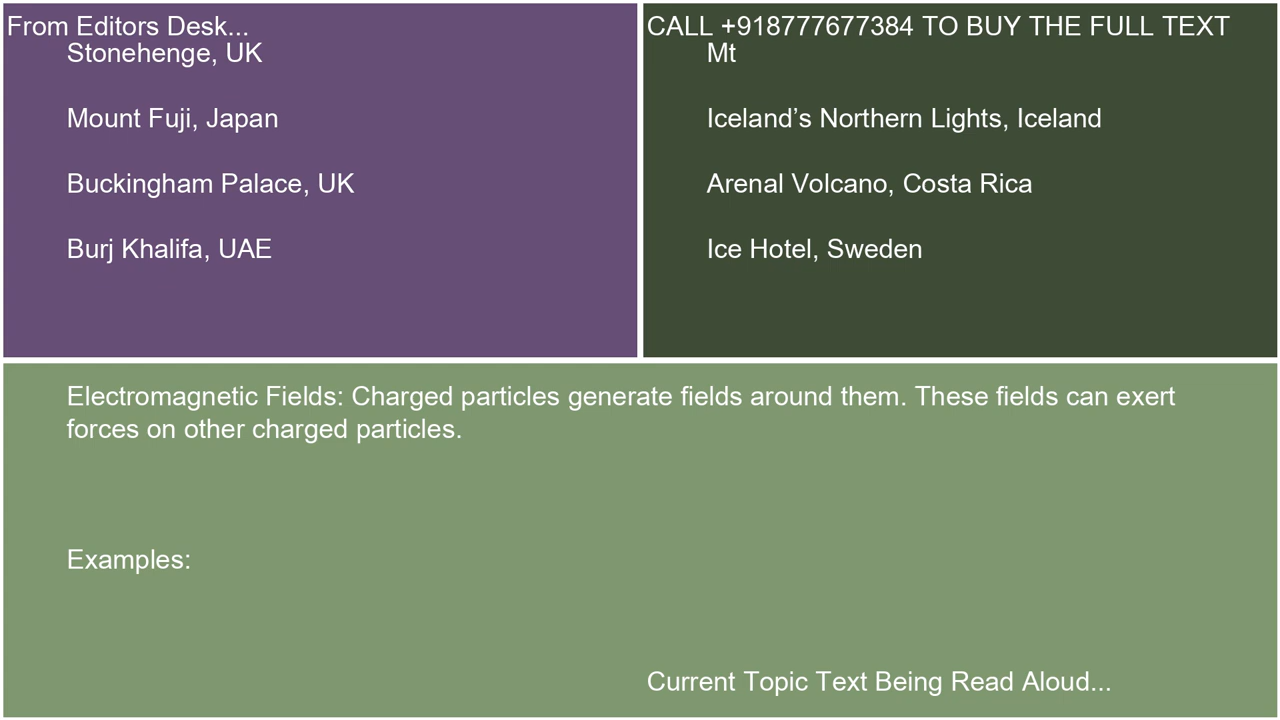 From Editors Desk...
Stonehenge, UK
Mount Fuji, Japan
Buckingham Palace, UK
Burj Khalifa, UAE
CALL +918777677384 TO BUY THE FULL TEXT
Mt
Iceland’s Northern Lights, Iceland
Arenal Volcano, Costa Rica
Ice Hotel, Sweden
Electromagnetic Fields: Charged particles generate fields around them. These fields can exert
forces on other charged particles.
Examples:
Current Topic Text Being Read Aloud...